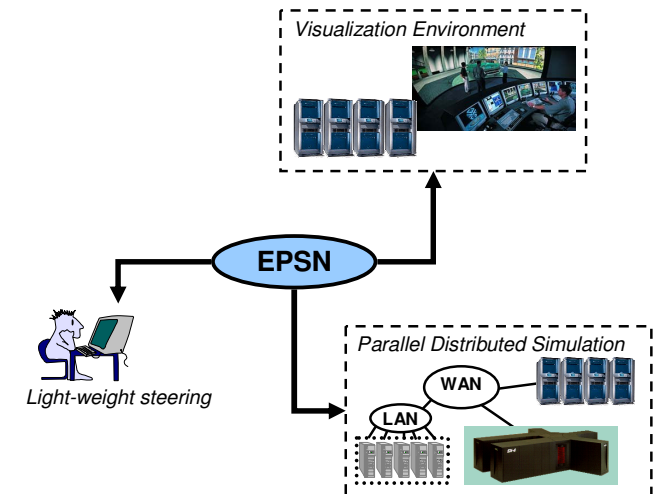 Visualization Environment
EPSN
Light-weight steering
Parallel Distributed Simulation
WAN
LAN